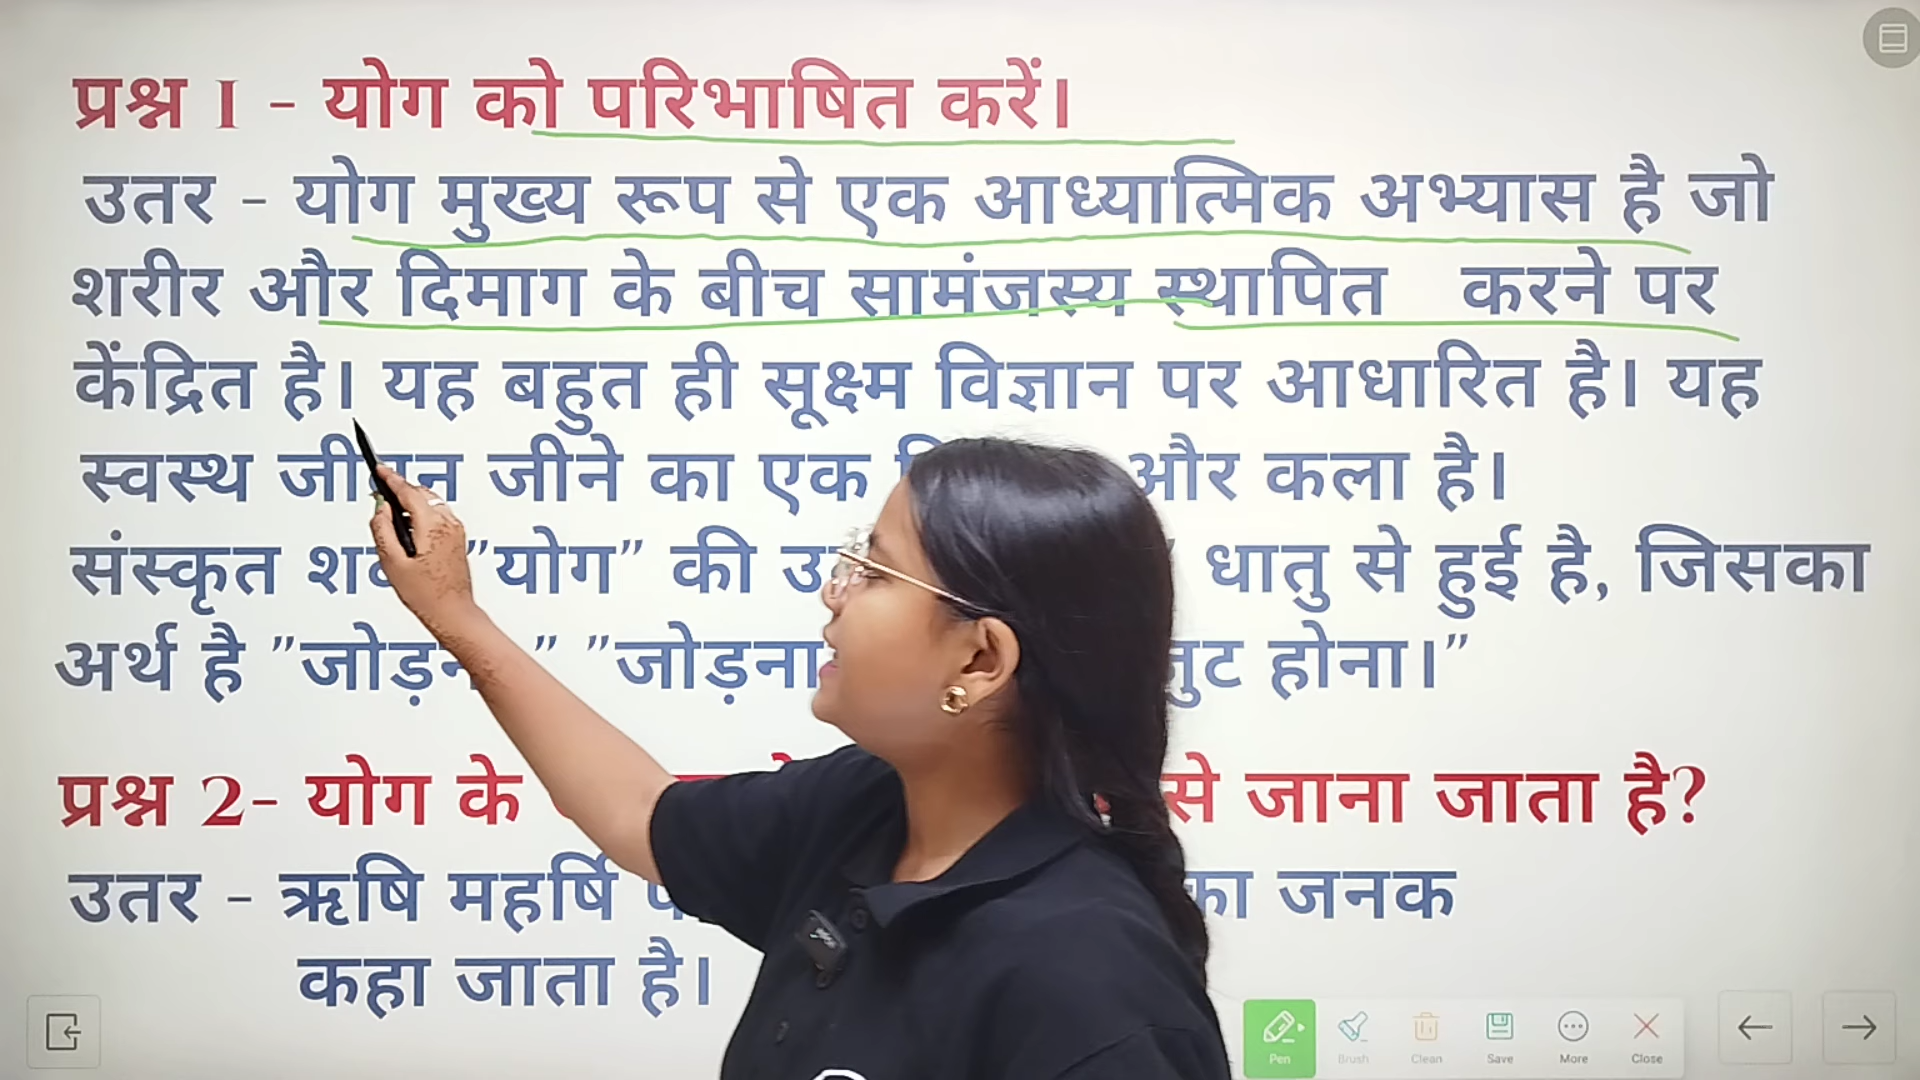 प्रश्न 1 - योग को परिभाषित करें।
उतर - योग मुख्य रूप से एक आध्यात्मिक अभ्यास है जो
शरीर और दिमाग के बीच सामंजस्य स्थापित करने पर
केंद्रित है। यह बहुत ही सूक्ष्म विज्ञान पर आधारित है। यह
स्वस्थ जीवन जीने का एक और कला है।
संस्कृत "योग" की धातु से हुई है, जिसका
अर्थ है "जोड़ना" "जोड़ना होना।"
प्रश्न 2- योग के से जाना जाता है?
उतर - ऋषि महर्षि का जनक
कहा जाता है।
Pen Brush Clean Save More Close